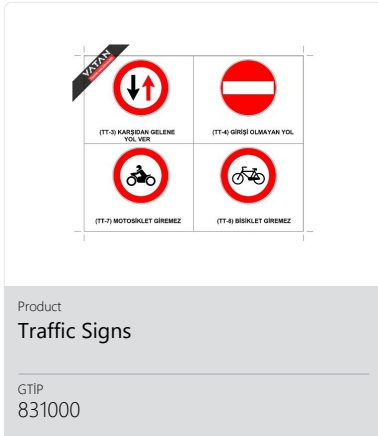 VATAN
(TT-3) KARŞIDAN GELENE
YOL VER
(TT-4) GİRİŞİ OLMAYAN YOL
(TT-7) MOTOSİKLET GİREMEZ
(TT-8) BİSİKLET GİREMEZ
Product
Traffic Signs
GTİP
831000